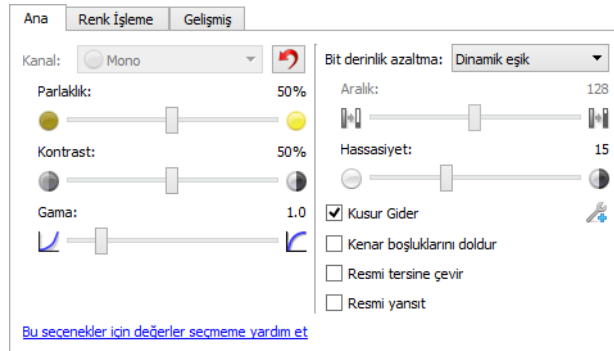 Ana Renk İşleme Gelişmiş
Kanal: Mono
Parlaklık: 50%
Kontrast: 50%
Gama: 1.0
Bu seçenekler için değerler seçmeme yardım et
Bit derinlik azaltma: Dinamik eşik
Aralık: 128
Hassasiyet: 15
Kusur Gider
Kenar boşluklarını doldur
Resmi tersine çevir
Resmi yansıt